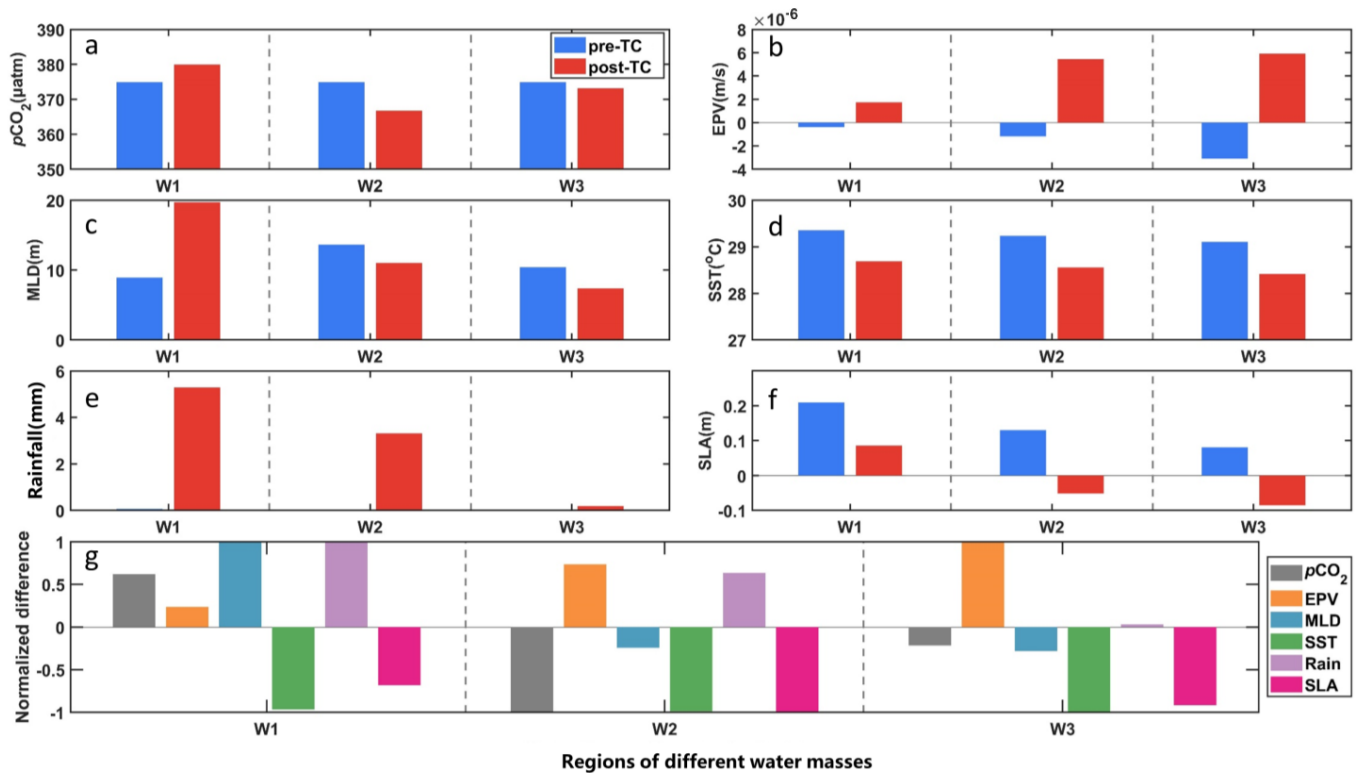 a
390
380
370
360
350
pCO₂(μatm)
pre-TC
post-TC
W1 W2 W3
b
×10⁻⁶
8
6
4
2
0
-2
-4
EPV(m/s)
W1 W2 W3
c
20
10
0
MLD(m)
W1 W2 W3
d
30
29
28
27
SST(°C)
W1 W2 W3
e
6
4
2
0
Rainfall(mm)
W1 W2 W3
f
0.2
0.1
0
-0.1
SLA(m)
W1 W2 W3
g
1
0.5
0
-0.5
-1
Normalized difference
pCO₂
EPV
MLD
SST
Rain
SLA
W1 W2 W3
Regions of different water masses